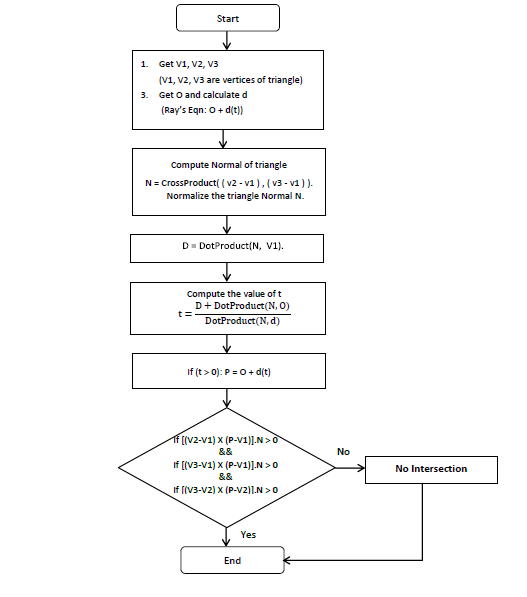 Start
1. Get V1, V2, V3
(V1, V2, V3 are vertices of triangle)
3. Get O and calculate d
(Ray's Eqn: O + d(t))
Compute Normal of triangle
N = CrossProduct( ( v2 - v1 ) , ( v3 - v1 ) ).
Normalize the triangle Normal N.
D = DotProduct(N, V1).
Compute the value of t
t = D + DotProduct(N, O)
DotProduct(N, d)
If (t > 0): P = O + d(t)
If [(V2-V1) X (P-V1)].N > 0
&&
If [(V3-V1) X (P-V1)].N > 0
&&
If [(V3-V2) X (P-V2)].N > 0
No
No Intersection
Yes
End